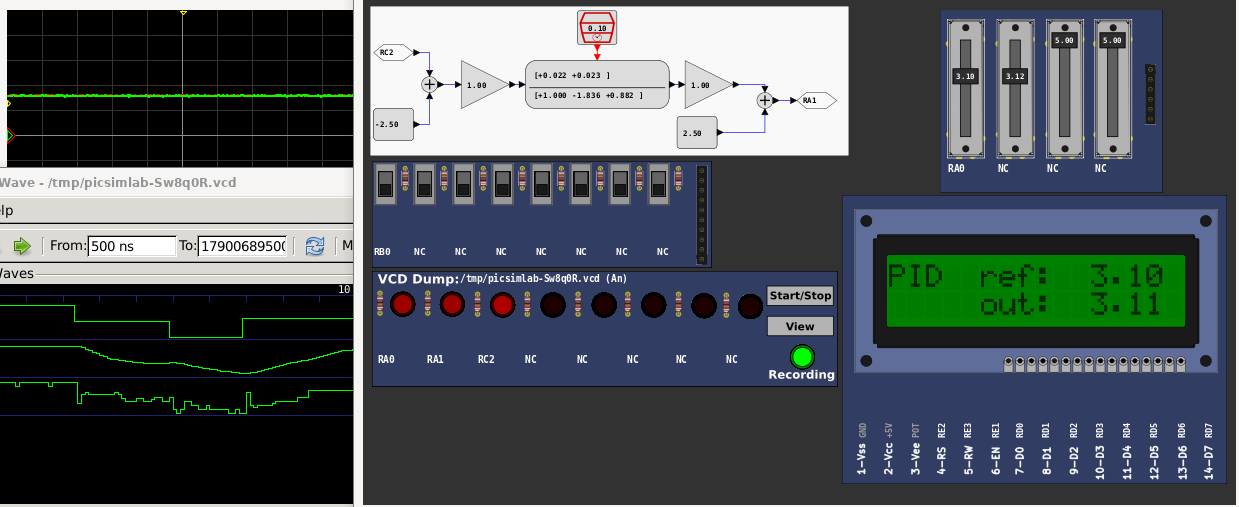 0.10
RC2
1.00
[+0.022 +0.023 ]
[+1.000 -1.836 +0.882 ]
1.00
RA1
-2.50
2.50
3.10 3.12 5.00 5.00
RA0 NC NC NC
Wave - /tmp/picsimlab-Sw8q0R.vcd
elp
From: 500 ns To: 1790068950 M
Waves
10
RB0 NC NC NC NC NC NC NC
VCD Dump:/tmp/picsimlab-Sw8q0R.vcd (An)
Start/Stop
View
Recording
RA0 RA1 RC2 NC NC NC NC NC
PID ref: 3.10
out: 3.11
1-Vss GND
2-Vcc +5V
3-Vee POT
4-RS RE2
5-RW RE3
6-EN RE1
7-D0 RD0
8-D1 RD1
9-D2 RD2
10-D3 RD3
11-D4 RD4
12-D5 RD5
13-D6 RD6
14-D7 RD7